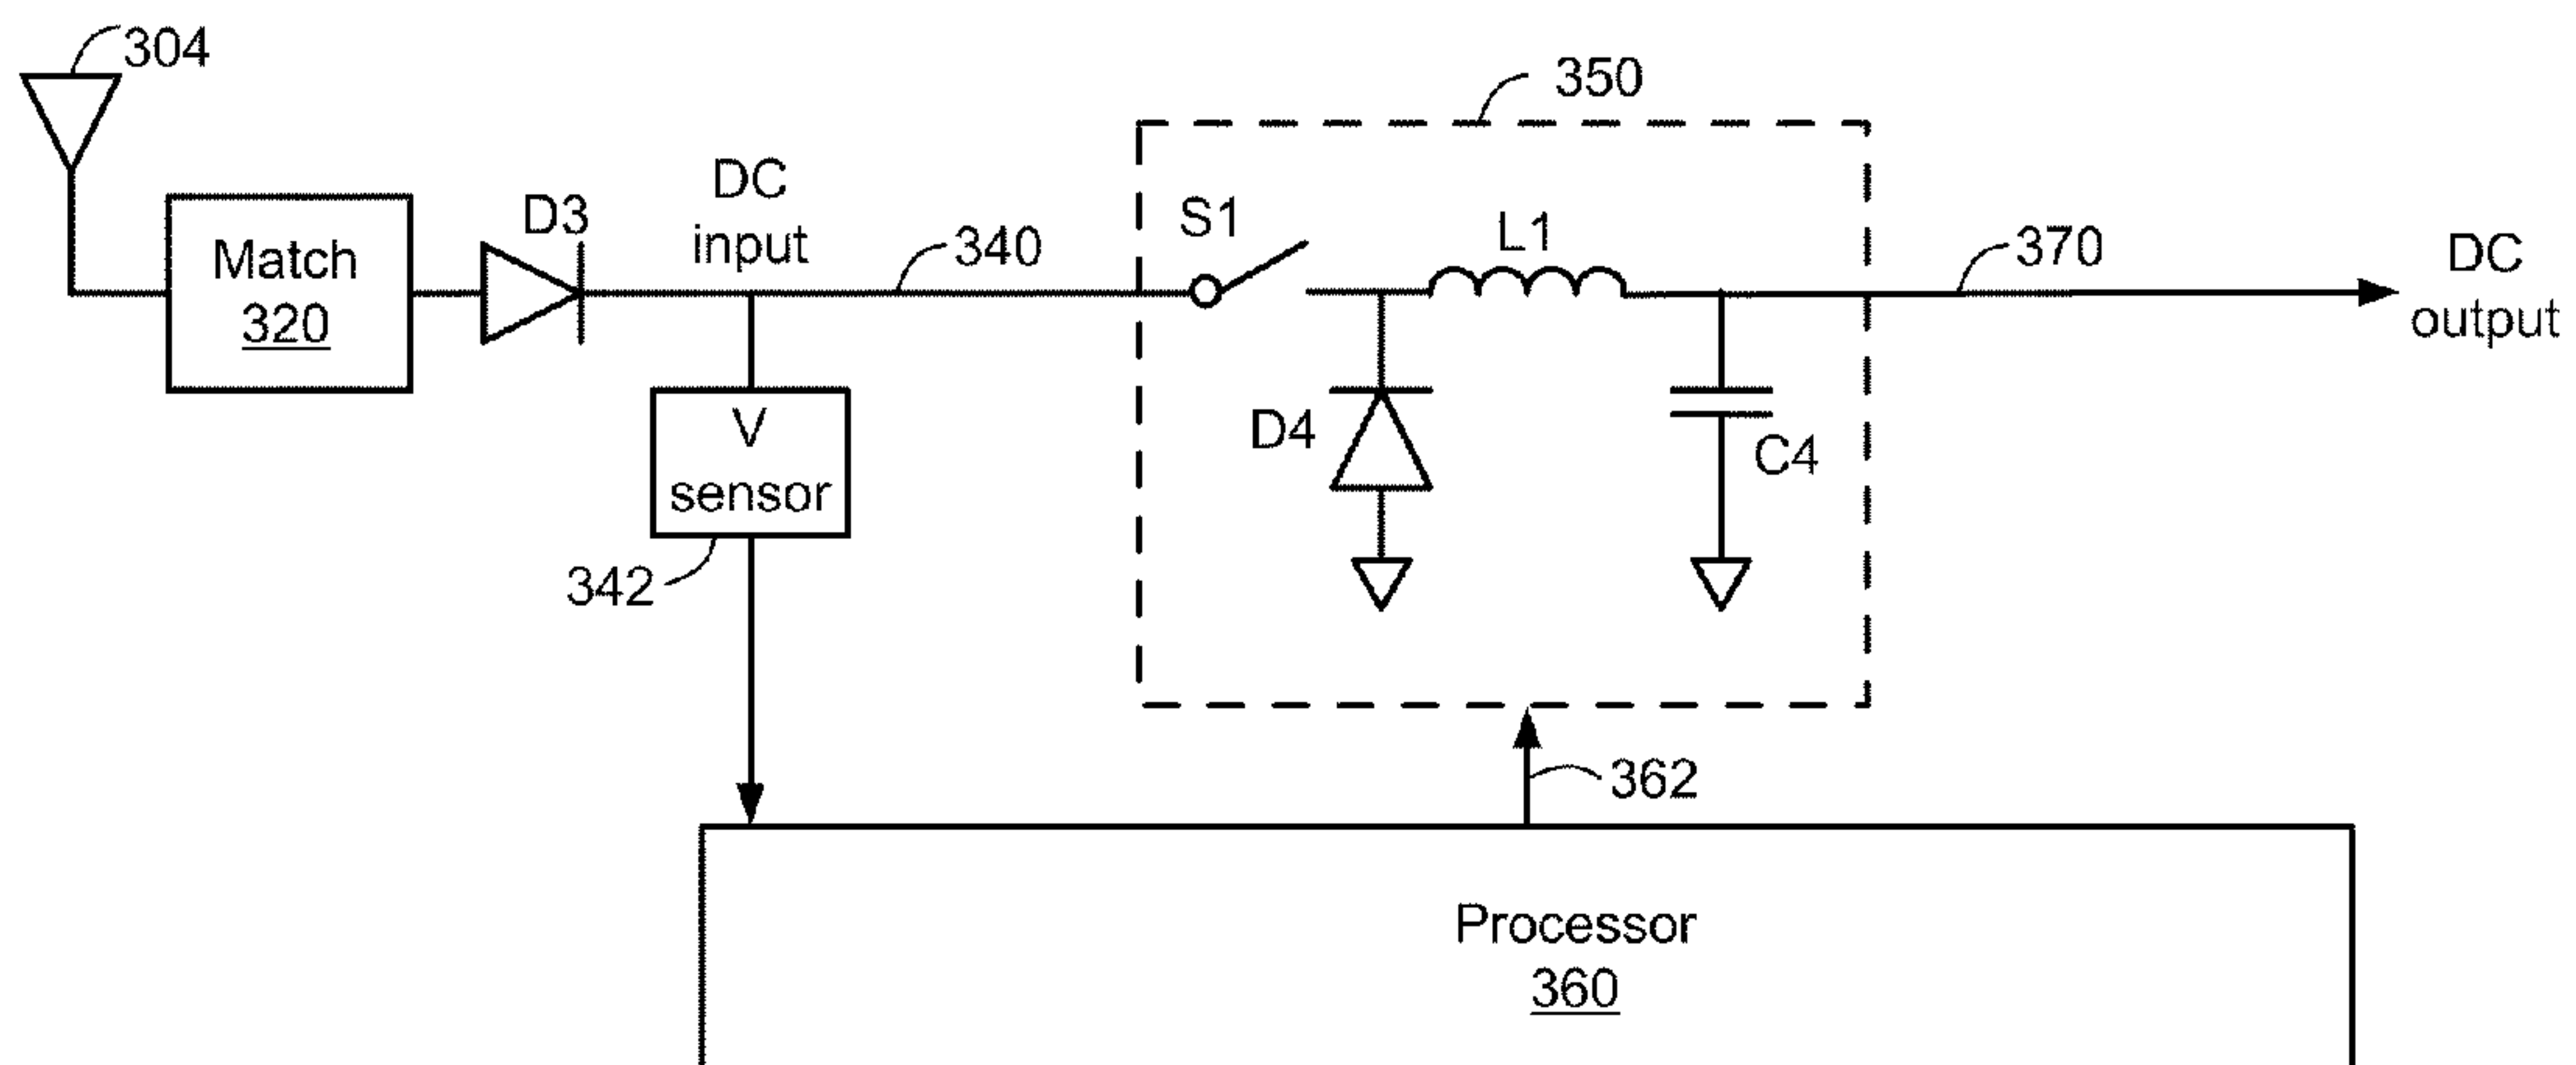 304
350
DC
input
D3
S1
L1
340
370
DC
output
Match
320
V
sensor
D4
C4
342
362
Processor
360